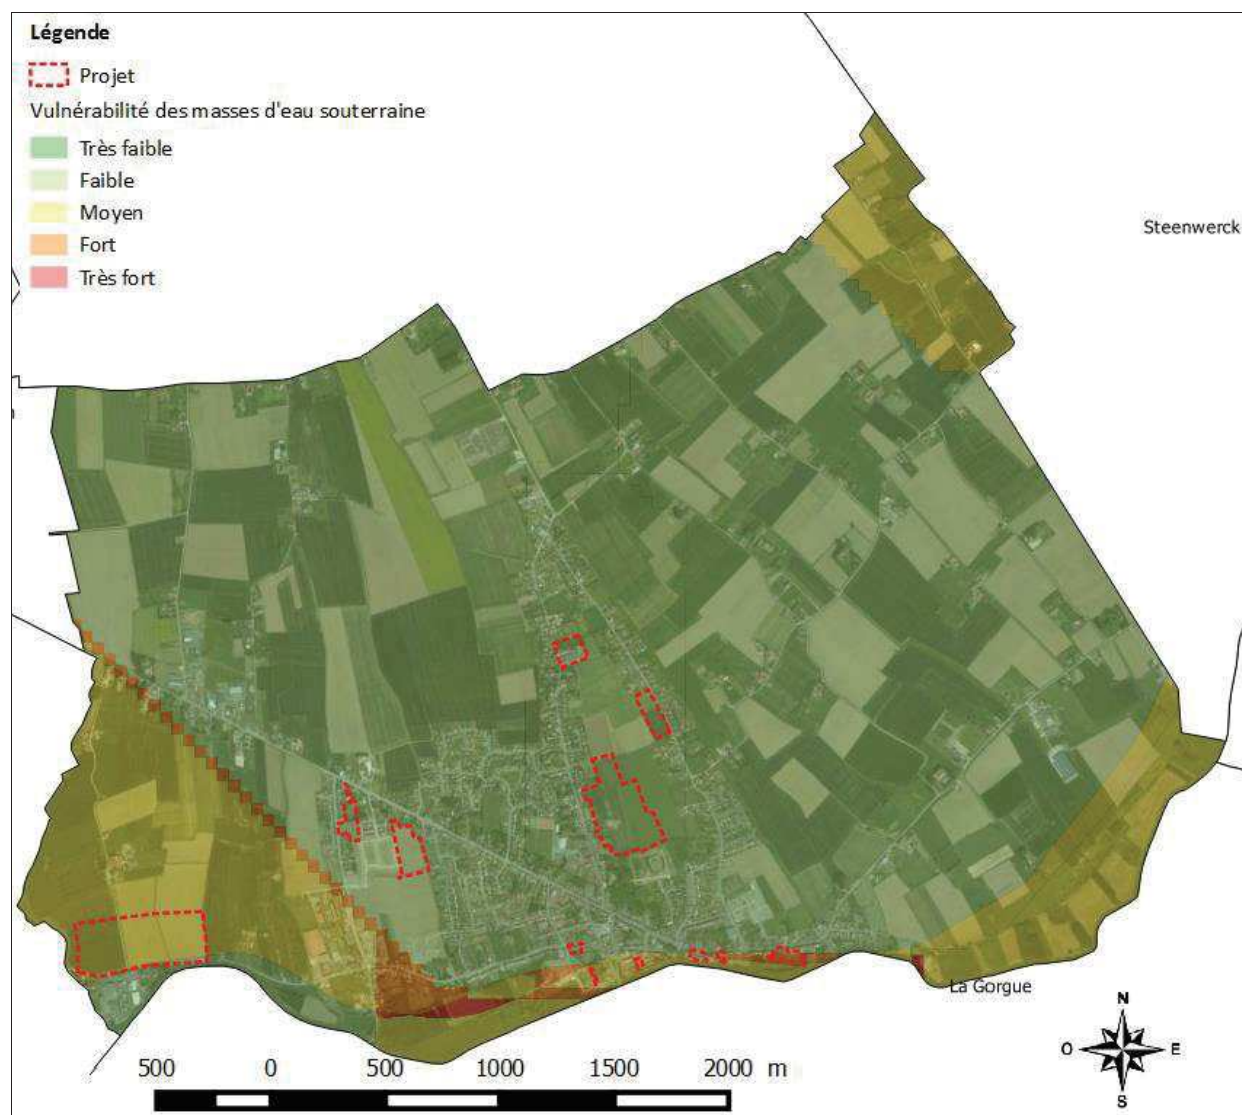 Légende
Projet
Vulnérabilité des masses d'eau souterraine
Très faible
Faible
Moyen
Fort
Très fort
Steenwerck
La Gorgue
N
O E
S
500 0 500 1000 1500 2000 m